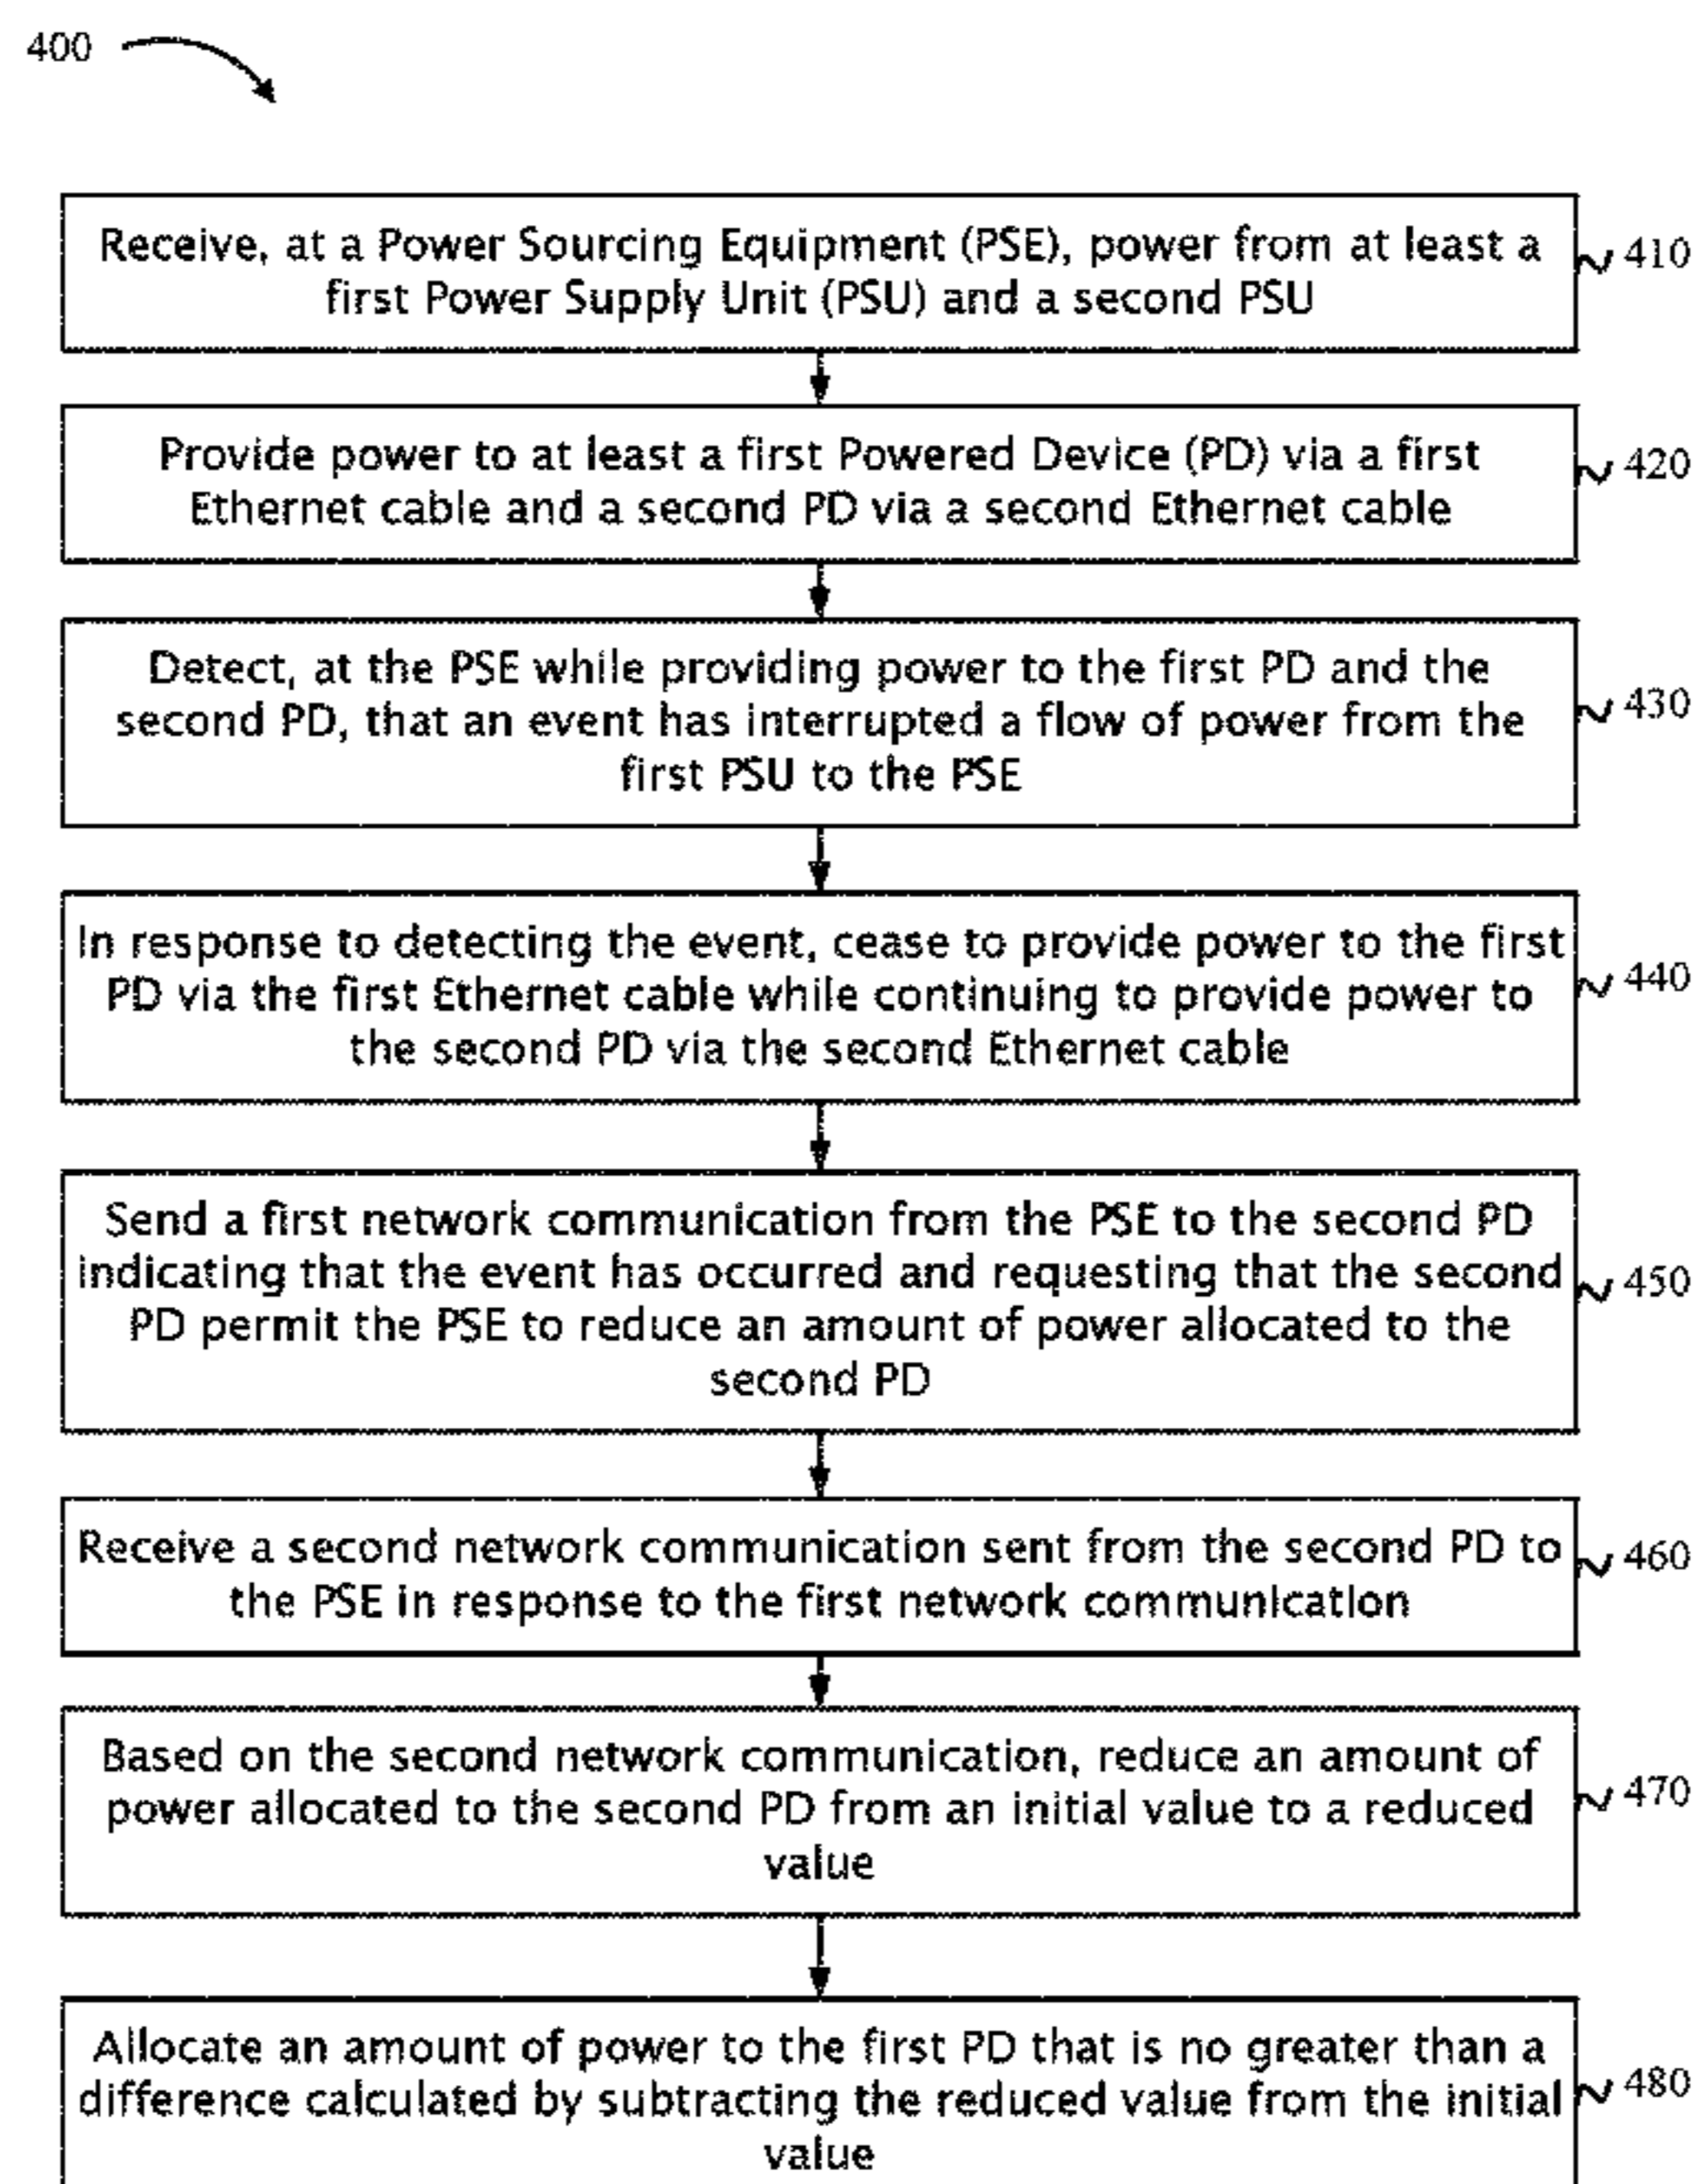 400
Receive, at a Power Sourcing Equipment (PSE), power from at least a
first Power Supply Unit (PSU) and a second PSU
410
Provide power to at least a first Powered Device (PD) via a first
Ethernet cable and a second PD via a second Ethernet cable
420
Detect, at the PSE while providing power to the first PD and the
second PD, that an event has interrupted a flow of power from the
first PSU to the PSE
430
In response to detecting the event, cease to provide power to the first
PD via the first Ethernet cable while continuing to provide power to
the second PD via the second Ethernet cable
440
Send a first network communication from the PSE to the second PD
indicating that the event has occurred and requesting that the second
PD permit the PSE to reduce an amount of power allocated to the
second PD
450
Receive a second network communication sent from the second PD to
the PSE in response to the first network communication
460
Based on the second network communication, reduce an amount of
power allocated to the second PD from an initial value to a reduced
value
470
Allocate an amount of power to the first PD that is no greater than a
difference calculated by subtracting the reduced value from the initial
value
480